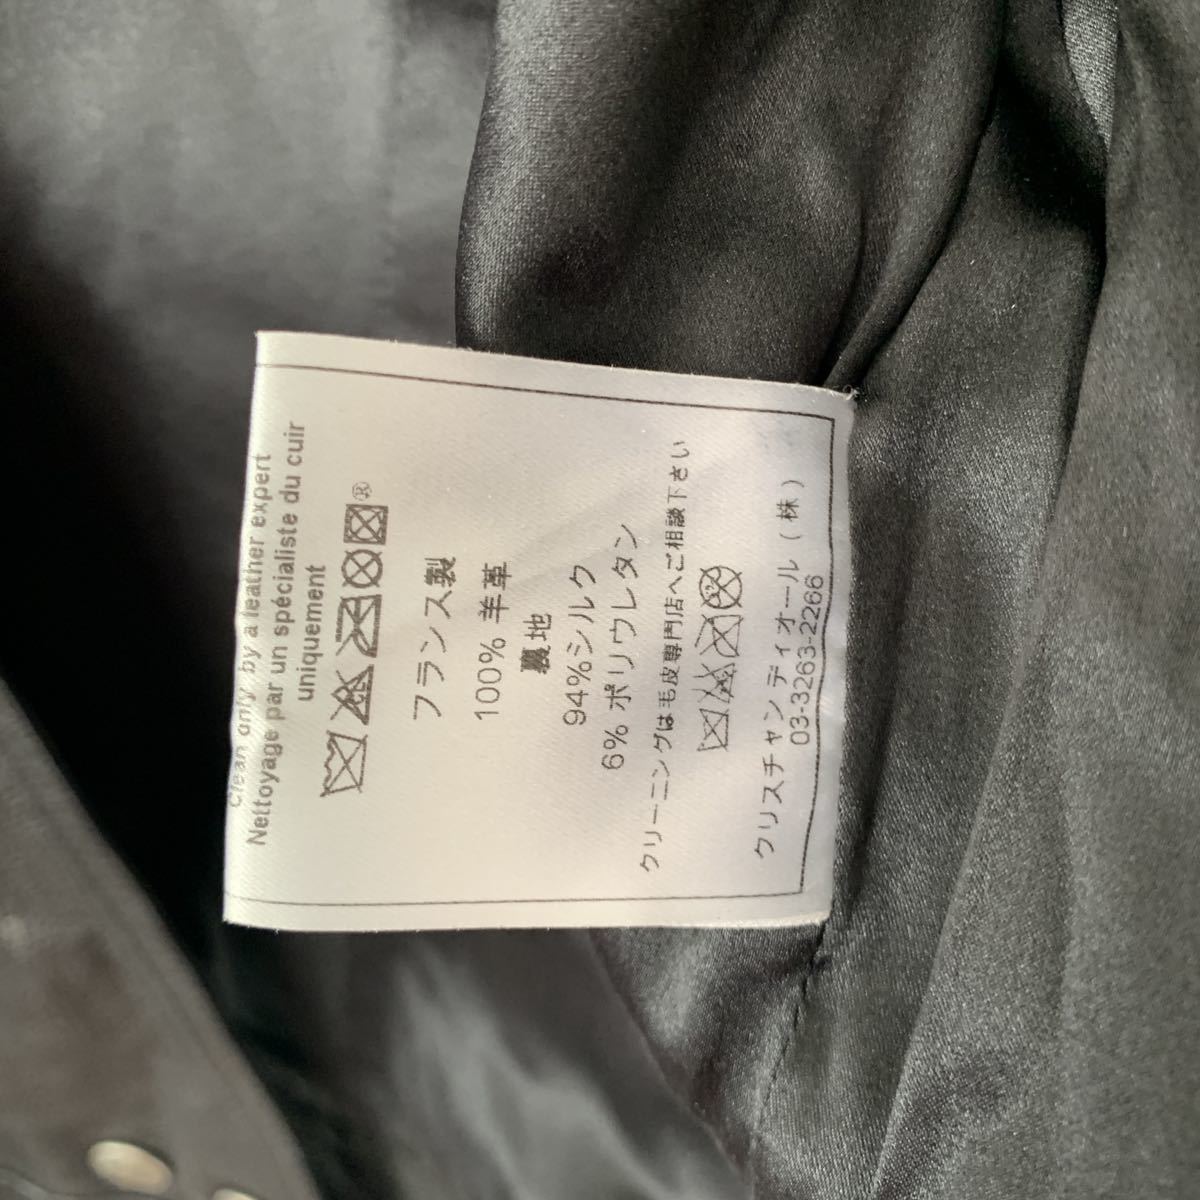 Clean only by a leather expert
Nettoyage par un spécialiste du cuir
uniquement
®
フランス製
100% 羊革
裏地
94%シルク
6% ポリウレタン
クリーニングは毛皮専門店へご相談下さい
クリスチャン ディオール (株)
03-3263-2266